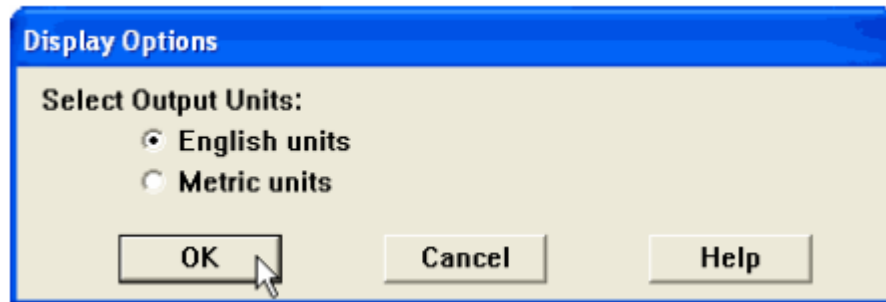 Display Options
Select Output Units:
English units
Metric units
OK
Cancel
Help